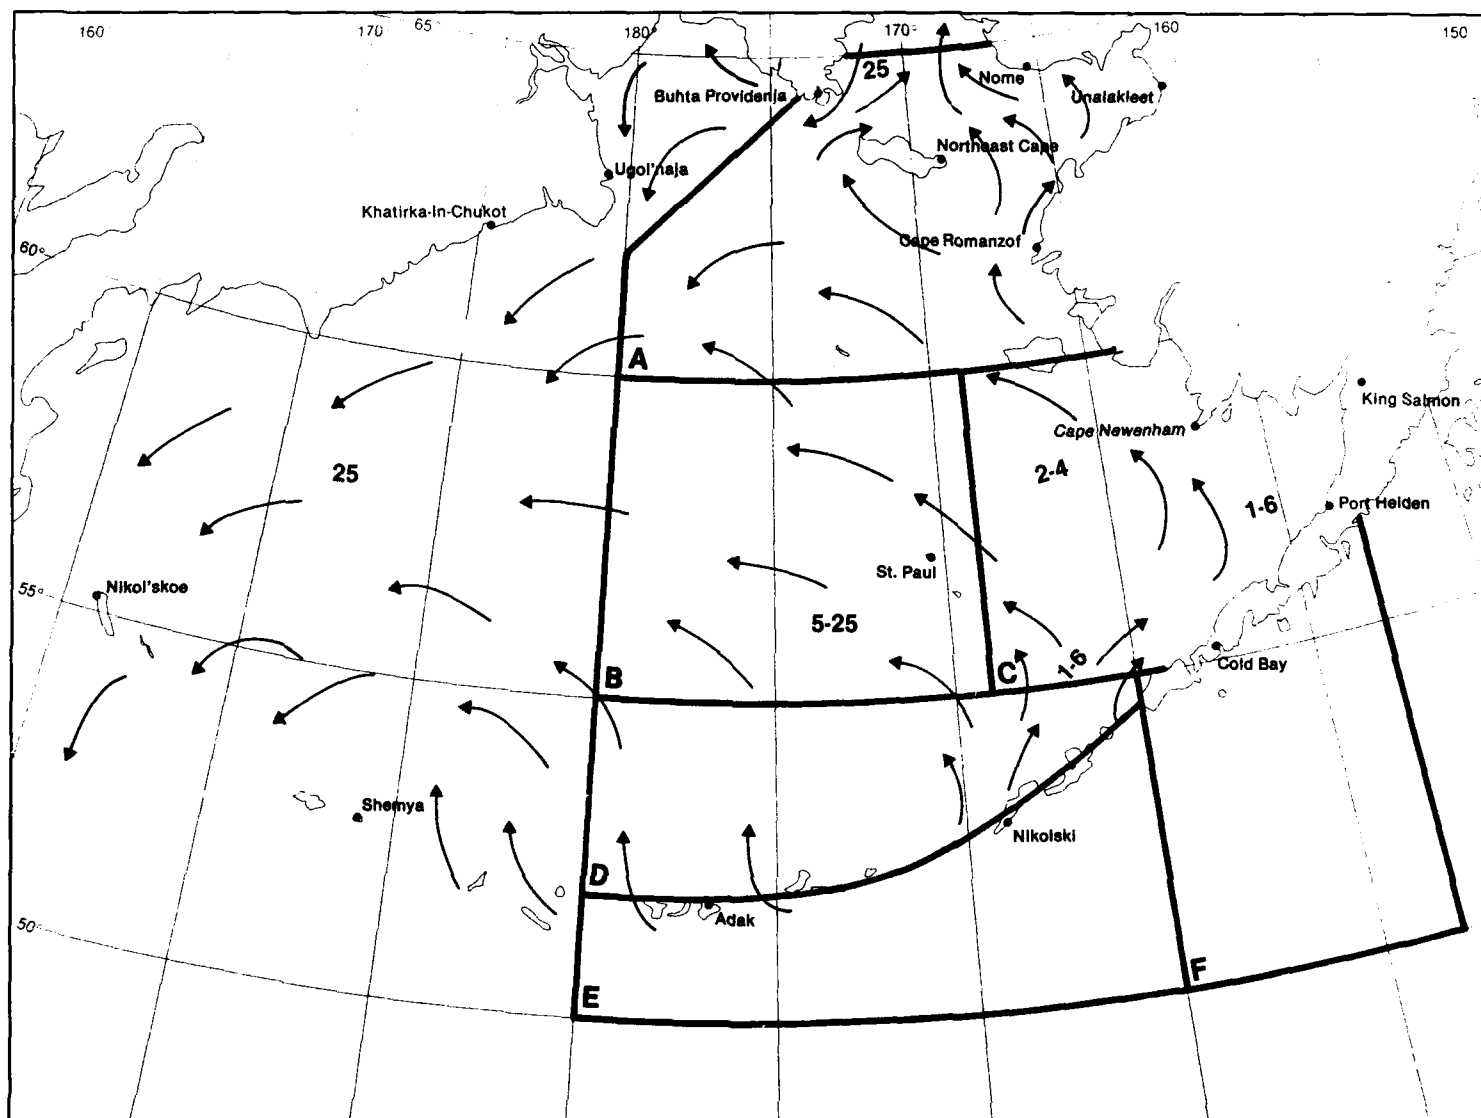 160
170
65°
180°
170°
160
150
25
Nome
Unalakleet
Buhta Providenja
Northeast Cape
Ugol'naja
Khatirka-In-Chukot
Cape Romanzof
60°
A
King Salmon
Cape Newenham
25
2-4
1-6
Port Heiden
St. Paul
Nikol'skoe
55°
5-25
B
C
1-6
Cold Bay
Shemya
Nikolski
D
Adak
50°
E
F